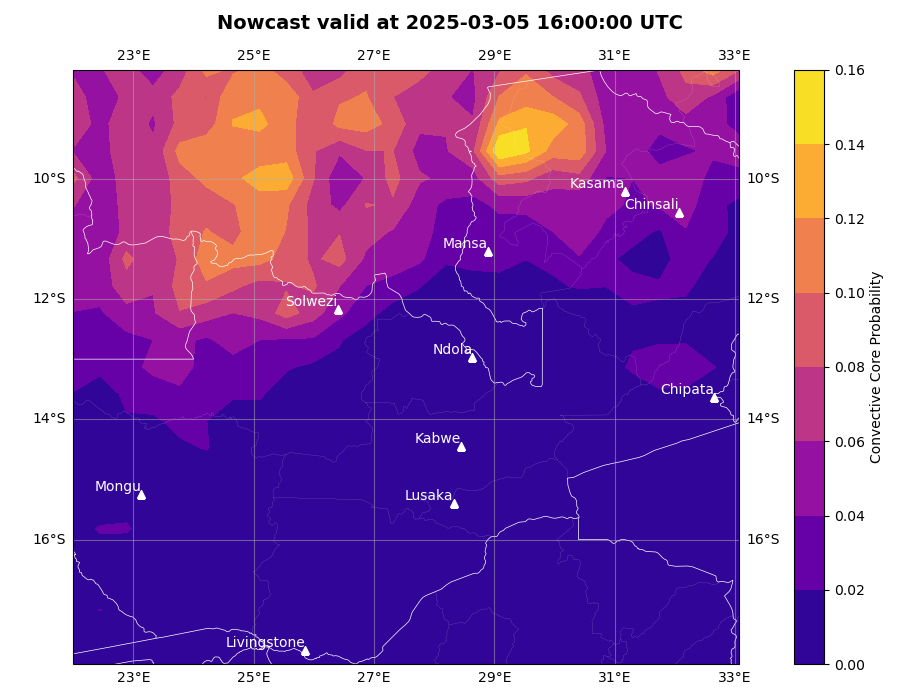 Nowcast valid at 2025-03-05 16:00:00 UTC
23°E 25°E 27°E 29°E 31°E 33°E
0.16
0.14
0.12
0.10
0.08
0.06
0.04
0.02
0.00
Convective Core Probability
10°S 10°S
12°S 12°S
14°S 14°S
16°S 16°S
Kasama
Chinsali
Mansa
Solwezi
Ndola
Chipata
Kabwe
Mongu
Lusaka
Livingstone
23°E 25°E 27°E 29°E 31°E 33°E